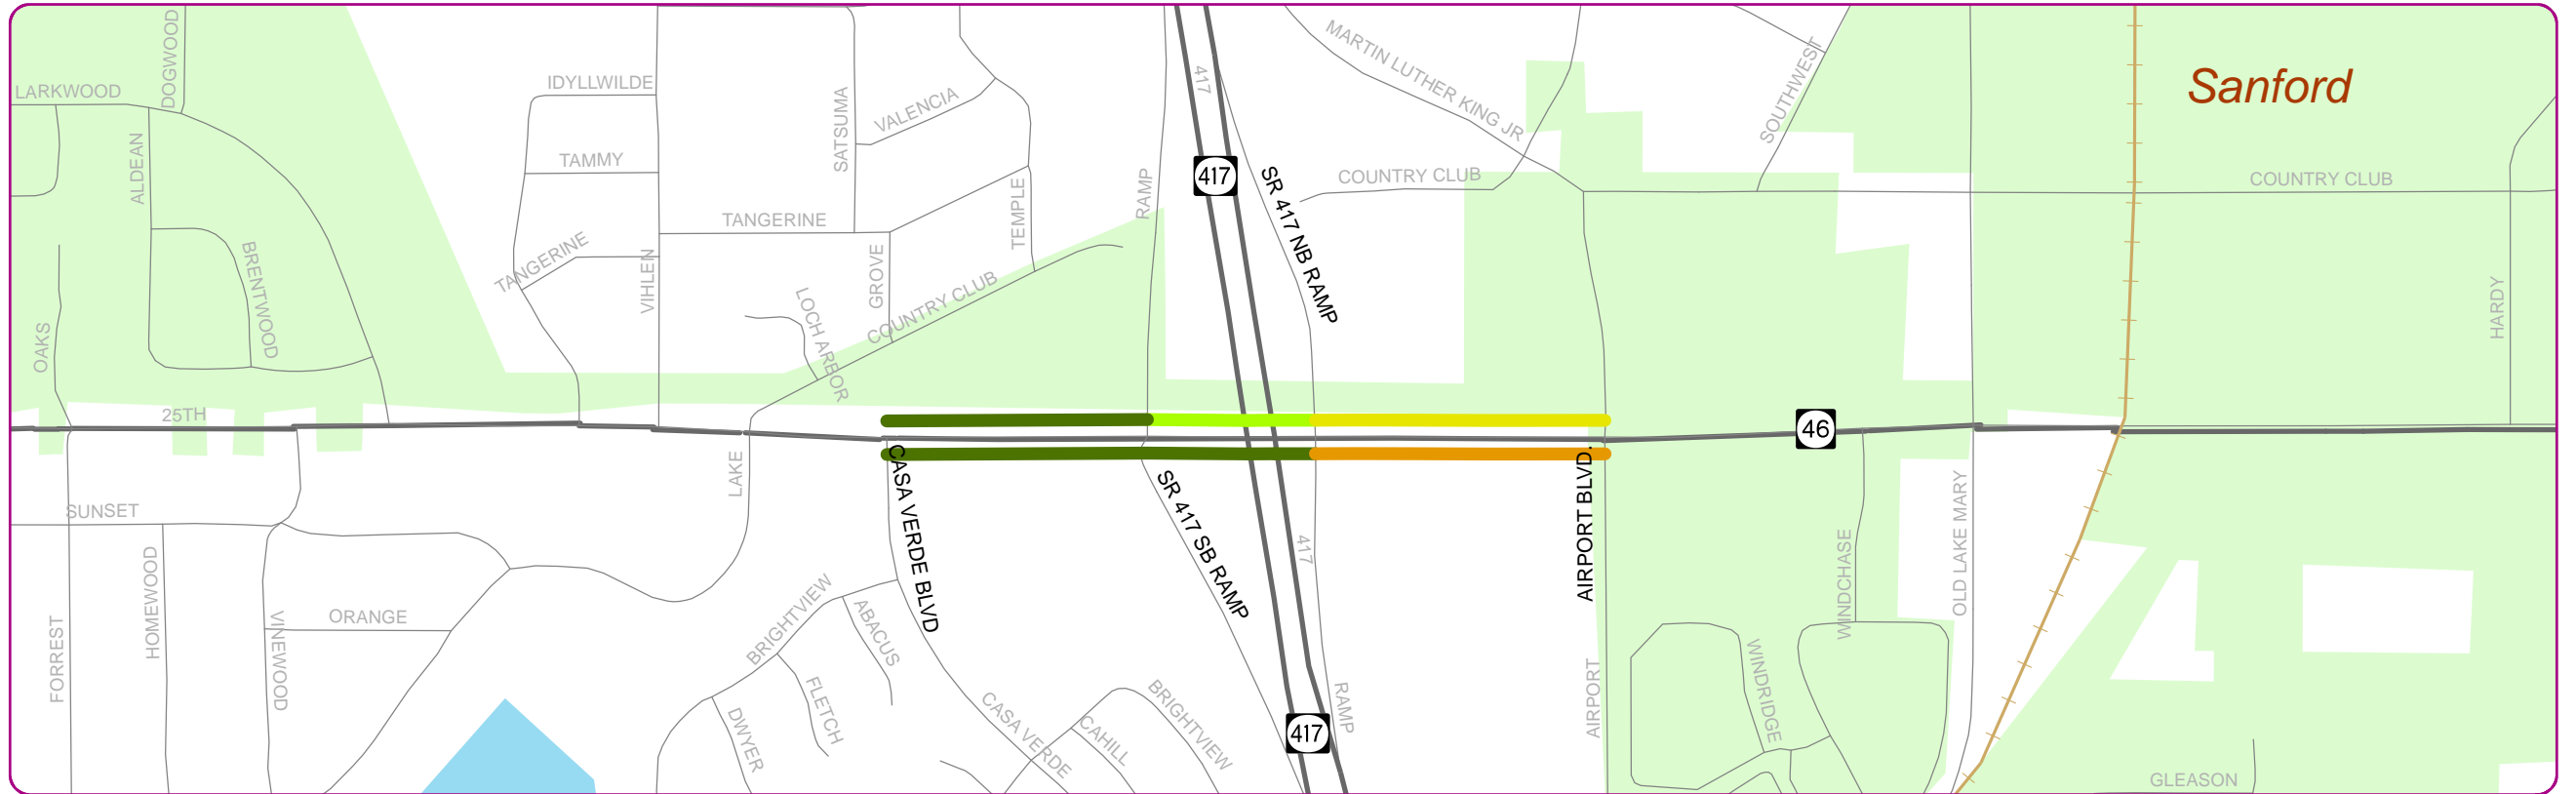 DOGWOOD
LARKWOOD
IDYLLWILDE
SATSUMA
VALENCIA
417
MARTIN LUTHER KING JR
SOUTHWEST
Sanford
ALDEAN
TAMMY
TEMPLE
RAMP
417
SR 417 NB RAMP
COUNTRY CLUB
COUNTRY CLUB
TANGERINE
TANGERINE
BRENTWOOD
VIHLEN
GROVE
COUNTRY CLUB
LOCH ARBOR
OAKS
HARDY
25TH
46
LAKE
CASA VERDE BLVD
SR 417 SB RAMP
417
AIRPORT BLVD.
OLD LAKE MARY
SUNSET
HOMEWOOD
FORREST
VINEWOOD
ORANGE
BRIGHTVIEW
ABACUS
FLETCH
DWYER
CASA VERDE
CAHILL
BRIGHTVIEW
417
RAMP
AIRPORT
WINDRIDGE
WINDCHASE
GLEASON